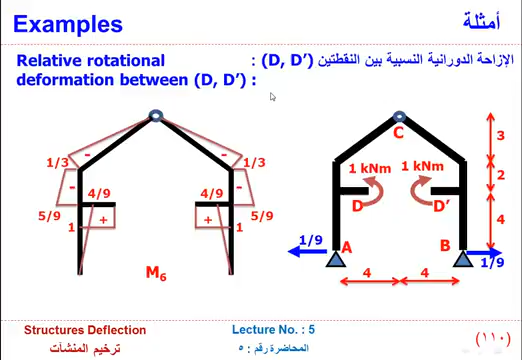 Examples
أمثلة
Relative rotational deformation between (D, D’) :
الإزاحة الدورانية النسبية بين النقطتين (D, D’) :
1/3
-
-
1/3
-
4/9
4/9
5/9
+
+
5/9
1
1
M6
C
3
1 kNm
1 kNm
2
D
D’
4
1/9
A
B
1/9
4
4
Structures Deflection
Lecture No. : 5
ترخيم المنشآت
المحاضرة رقم : ٥
(١١٠)